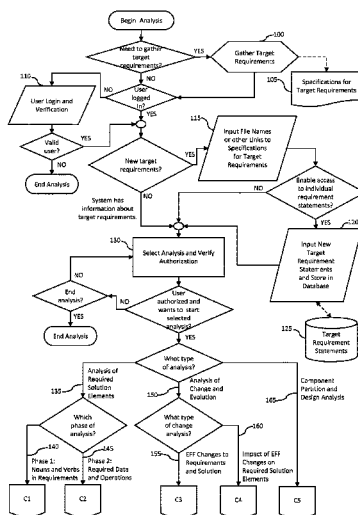 Begin Analysis
Need to gather
target
requirements?
YES
NO
100
Gather Target
Requirements
105
Specifications for
Target Requirements
110
User Login and
Verification
NO
User
logged
in?
YES
Valid
user?
YES
NO
End Analysis
115
Input File Names
or other Links to
Specifications
for Target
Requirements
New target
requirements?
YES
NO
System has
information about
target requirements.
Enable access
to individual
requirement
statements?
NO
YES
120
Input New
Target
Requirement
Statements
and Store in
Database
125
Target
Requirement
Statements
130
Select Analysis and Verify
Authorization
NO
End
analysis?
NO
YES
End Analysis
User
authorized and
wants to start
selected analysis?
YES
What type
of analysis?
135
Analysis of
Required
Solution
Elements
150
Analysis of
Change and
Evolution
165
Component
Partition and
Design Analysis
Which
phase of
analysis?
What type
of change
analysis?
140
Phase 1:
Nouns and Verbs
in Requirements
145
Phase 2:
Required Data
and Operations
155
EFF Changes to
Requirements
and Solution
160
Impact of EFF
Changes on
Required Solution
Elements
C1
C2
C3
C4
C5